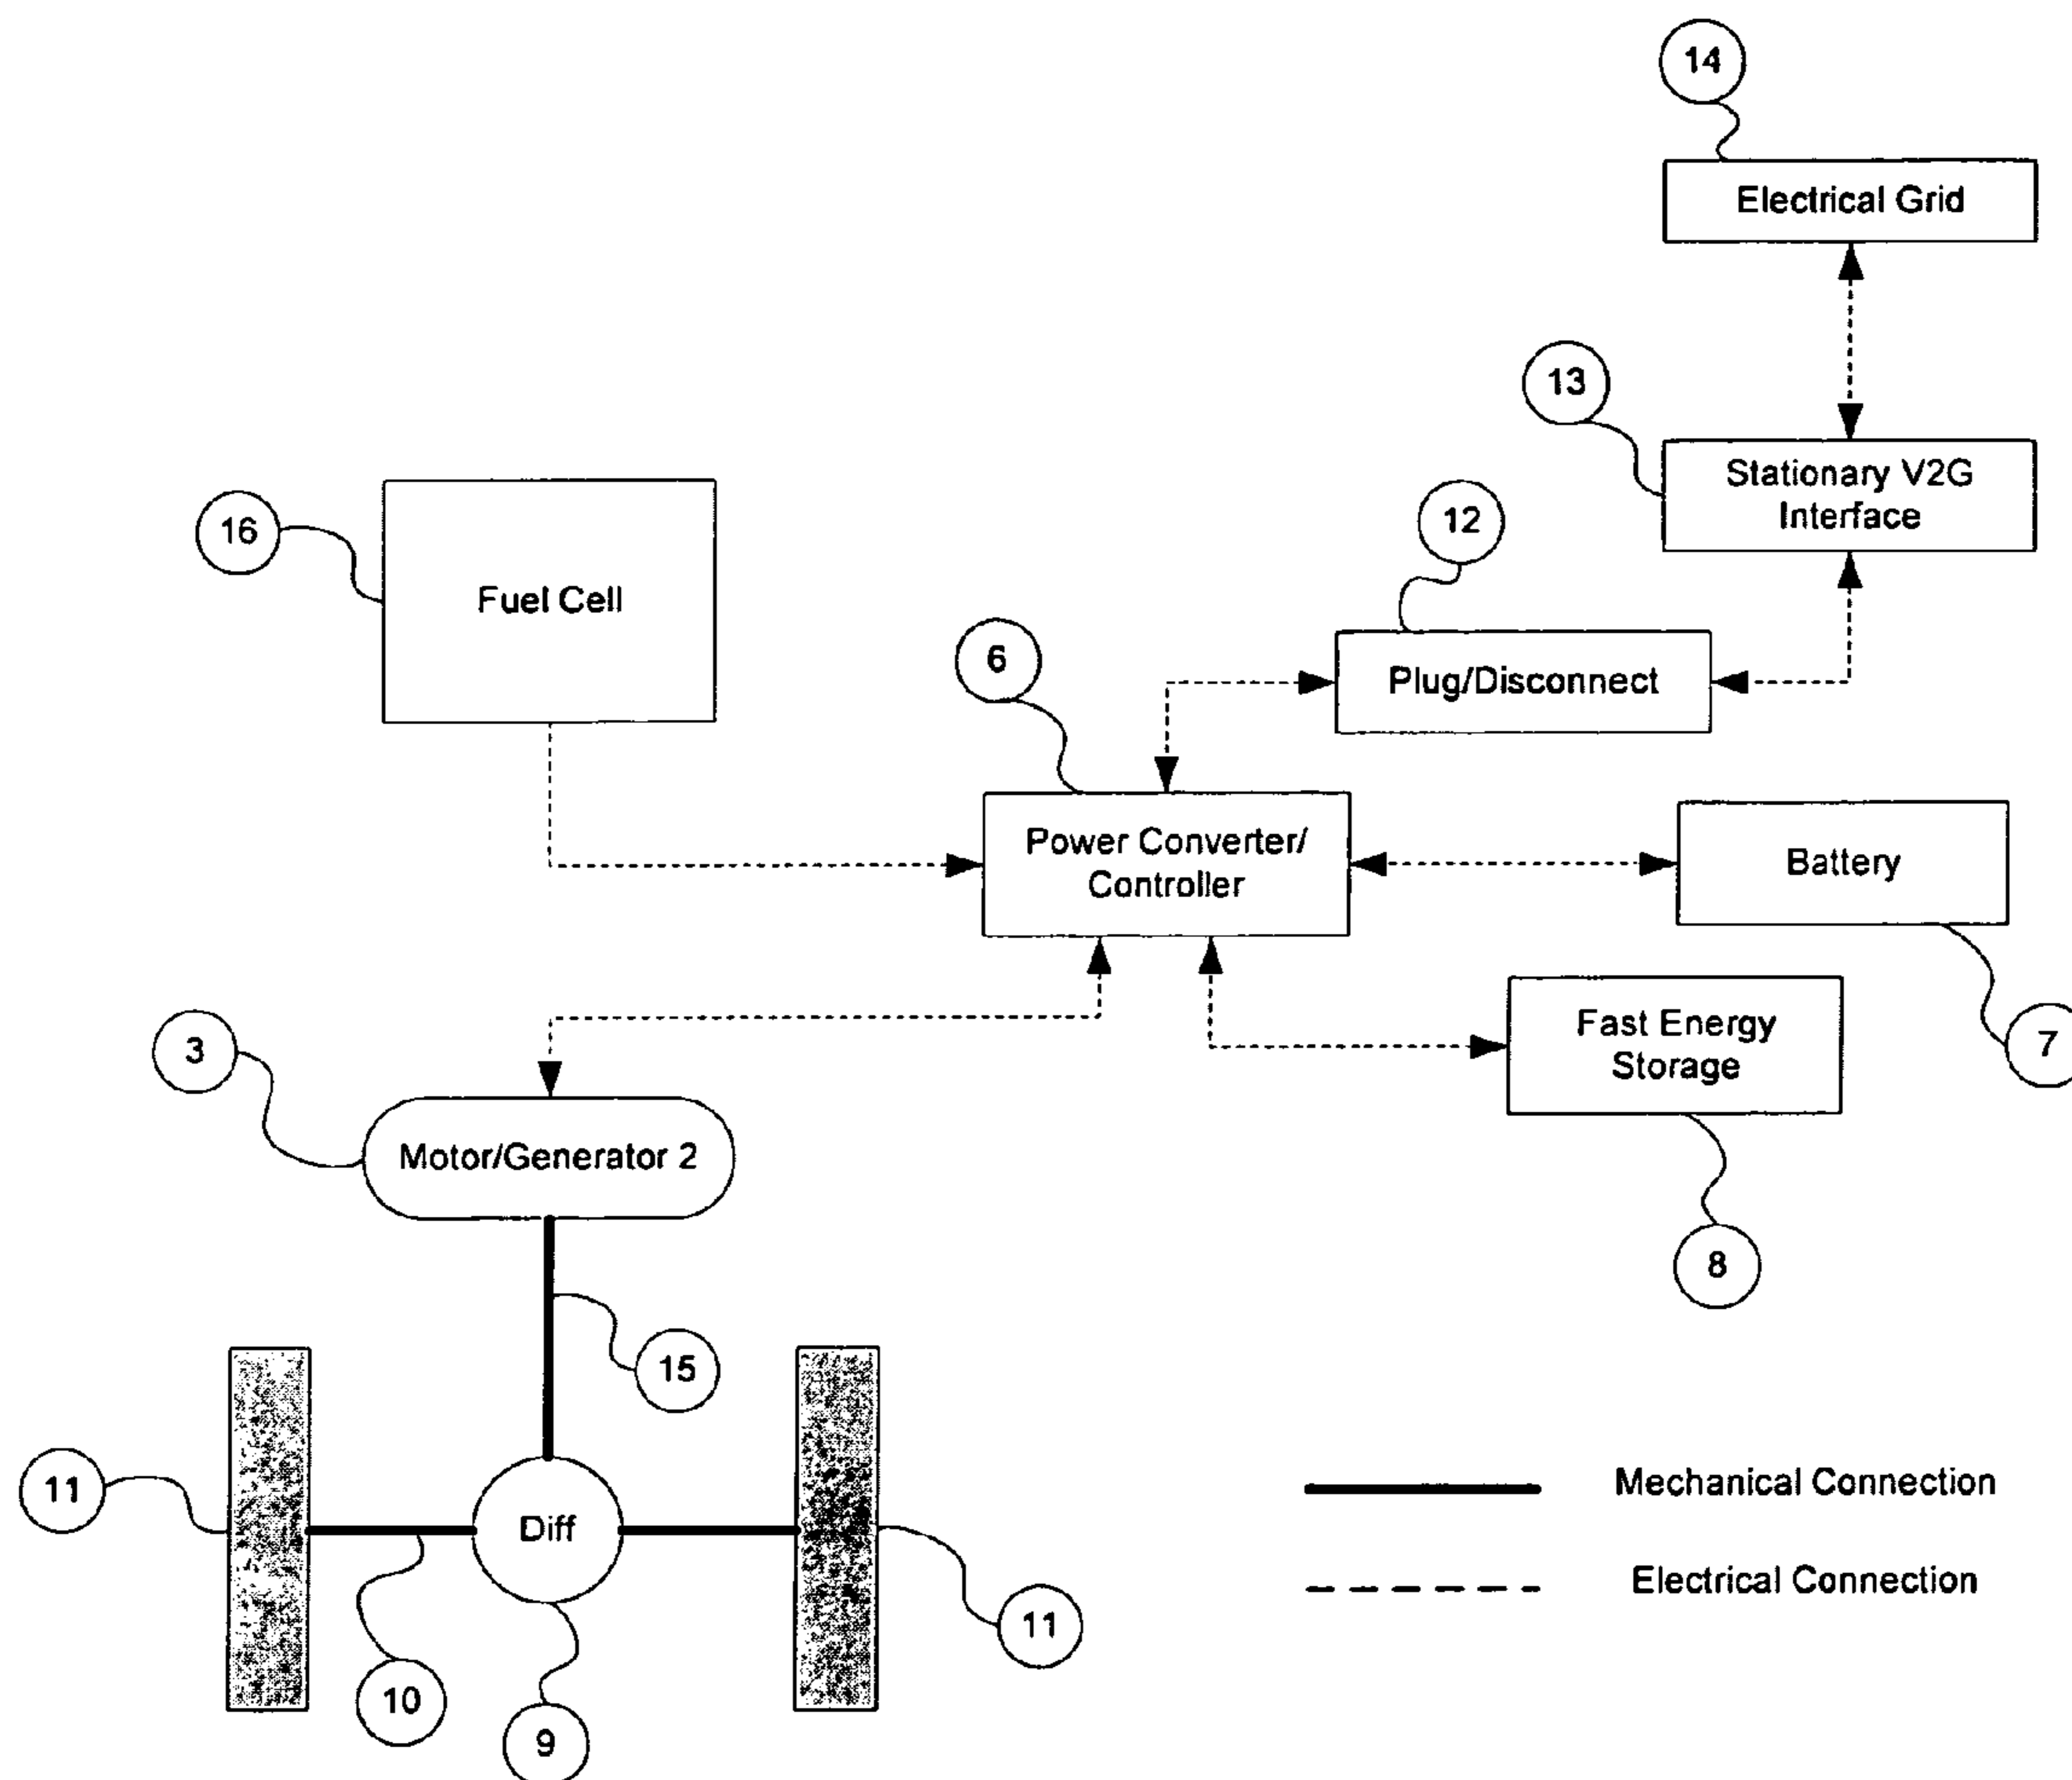 14
Electrical Grid
13
Stationary V2G
Interface
16
Fuel Cell
12
6
Plug/Disconnect
Power Converter/
Controller
Battery
3
Fast Energy
Storage
7
Motor/Generator 2
8
15
11
Diff
Mechanical Connection
11
Electrical Connection
10
9